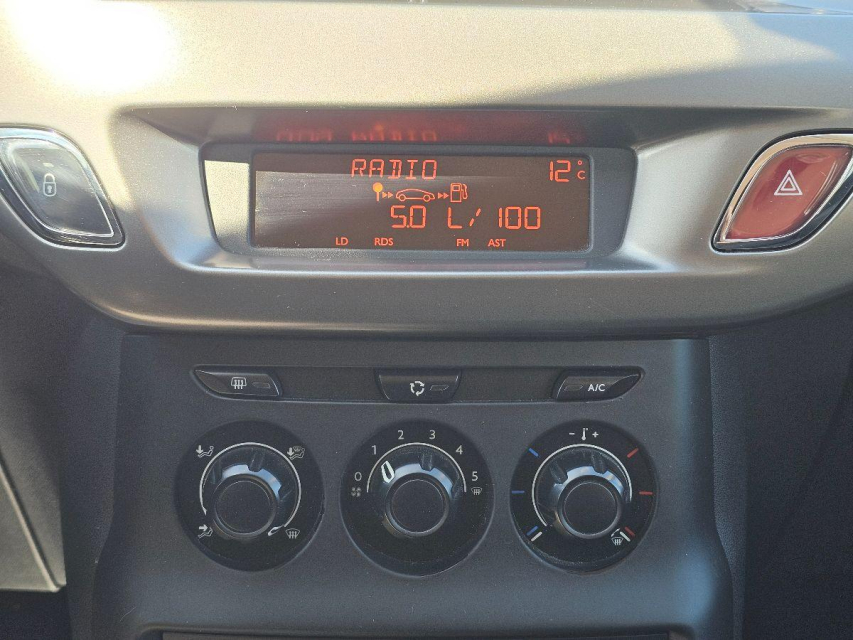 RADIO 12°C
5.0 L/100
LD RDS FM AST
A/C
- +
0 1 2 3 4 5